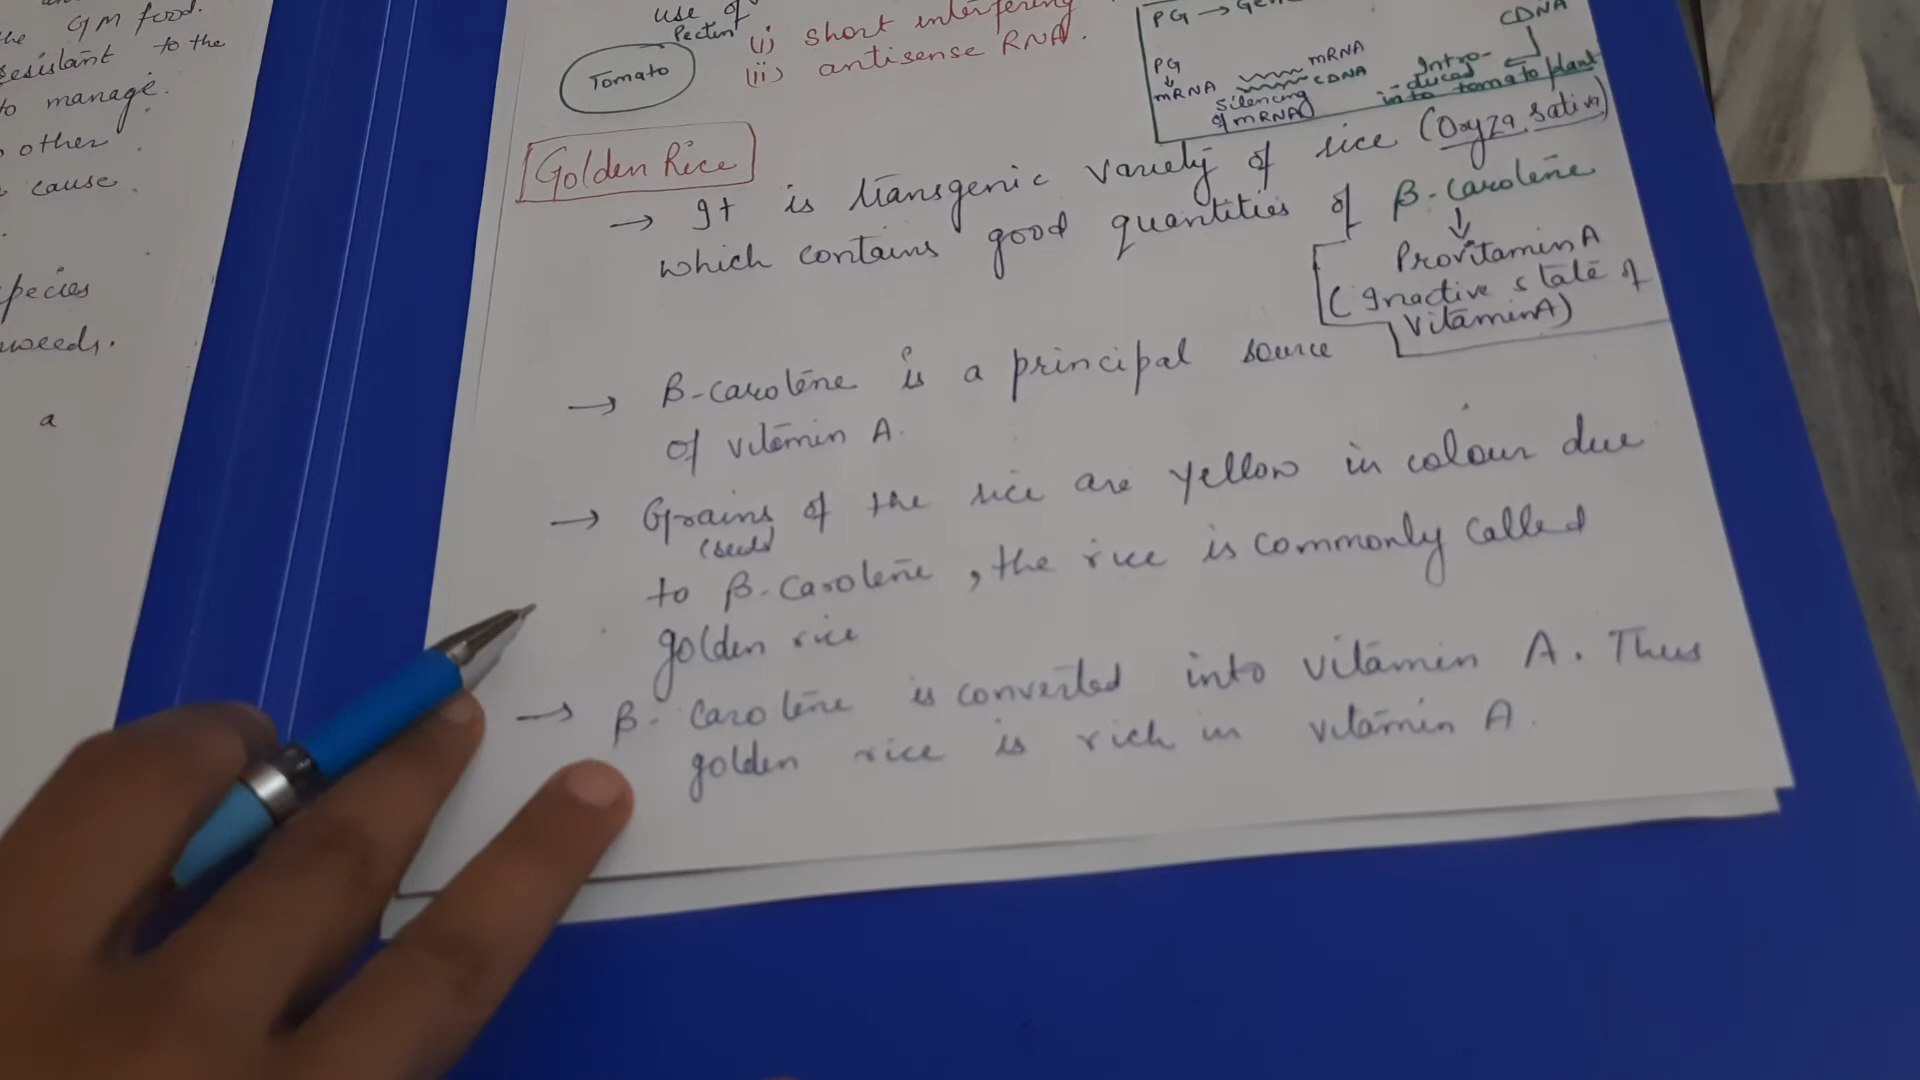 the GM food.
resistant to the
to manage.
other
cause.
species
weeds.
a
use of
Pectin
(i) short interfering
(ii) antisense RNA.
Tomato
PG → Gen
CDNA
PG
↓
mRNA
mRNA
CDNA
silencing
of mRNA
Intro-
-duced
into tomato plant
Golden Rice
→ It is transgenic variety of rice (Oryza sativa)
which contains good quantities of β-carotene
↓
Provitamin A
(Inactive state of
vitamin A)
→ β-carotene is a principal source
of vitamin A.
→ Grains of the rice are yellow in colour due
(seeds)
to β-carotene, the rice is commonly called
golden rice
→ β-carotene is converted into vitamin A. Thus
golden rice is rich in vitamin A.